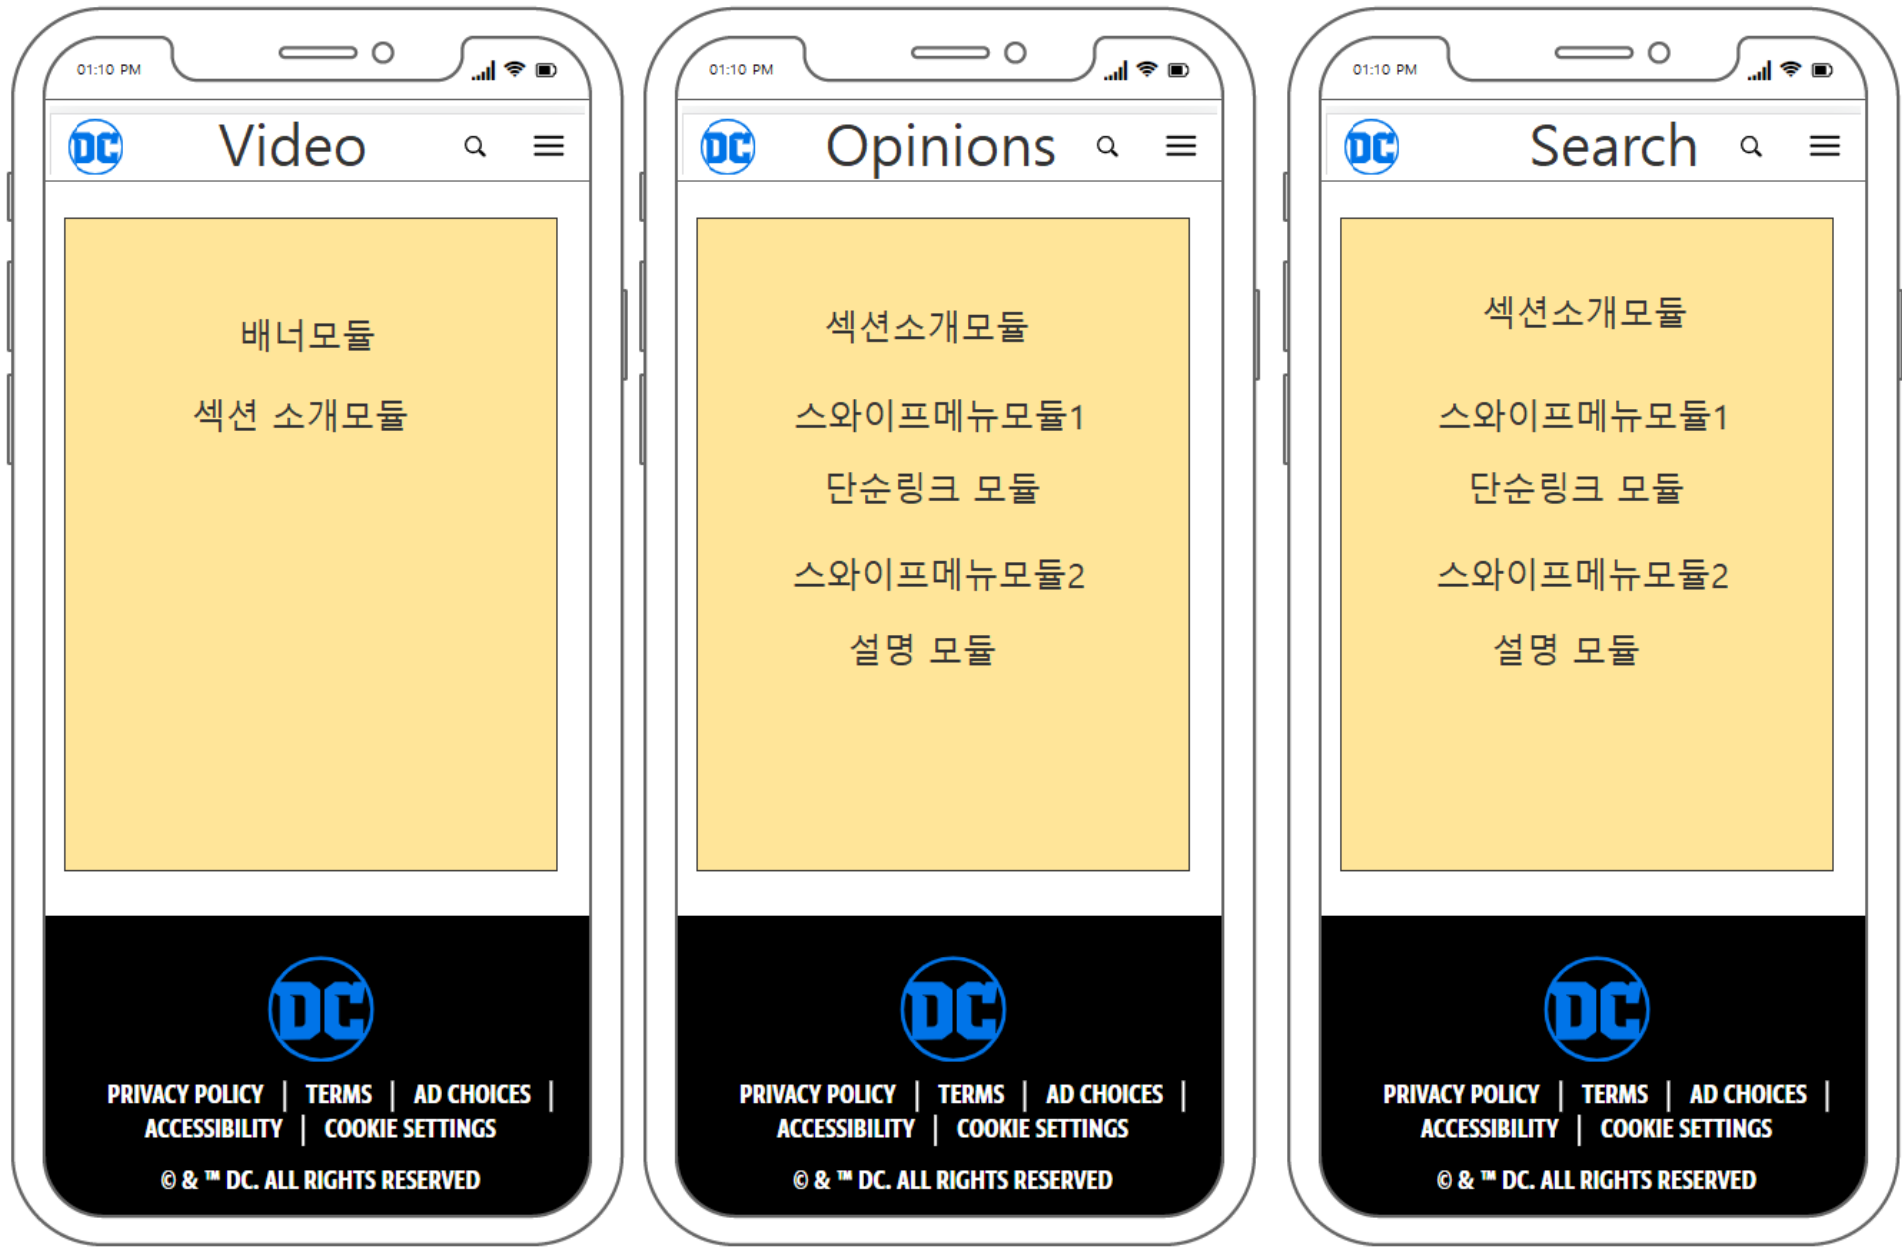 01:10 PM
DC Video
배너모듈
섹션 소개모듈
DC
PRIVACY POLICY | TERMS | AD CHOICES |
ACCESSIBILITY | COOKIE SETTINGS
© & ™ DC. ALL RIGHTS RESERVED
01:10 PM
DC Opinions
섹션소개모듈
스와이프메뉴모듈1
단순링크 모듈
스와이프메뉴모듈2
설명 모듈
DC
PRIVACY POLICY | TERMS | AD CHOICES |
ACCESSIBILITY | COOKIE SETTINGS
© & ™ DC. ALL RIGHTS RESERVED
01:10 PM
DC Search
섹션소개모듈
스와이프메뉴모듈1
단순링크 모듈
스와이프메뉴모듈2
설명 모듈
DC
PRIVACY POLICY | TERMS | AD CHOICES |
ACCESSIBILITY | COOKIE SETTINGS
© & ™ DC. ALL RIGHTS RESERVED